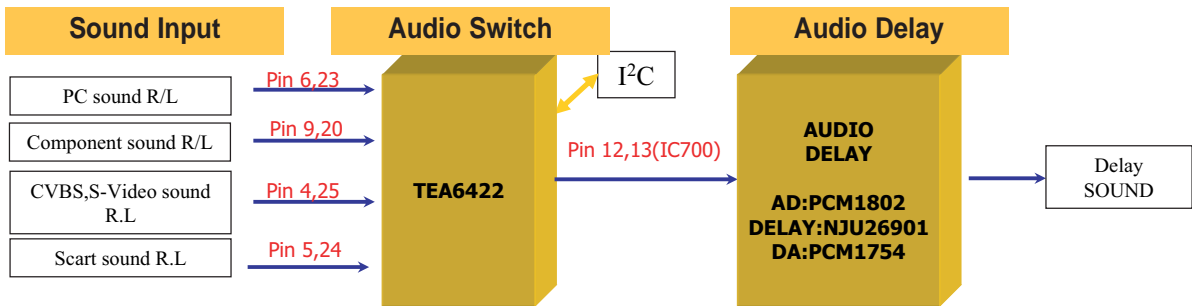 Sound Input
Audio Switch
Audio Delay
PC sound R/L
Component sound R/L
CVBS,S-Video sound
R.L
Scart sound R.L
Pin 6,23
Pin 9,20
Pin 4,25
Pin 5,24
TEA6422
I²C
Pin 12,13(IC700)
AUDIO
DELAY
AD:PCM1802
DELAY:NJU26901
DA:PCM1754
Delay
SOUND